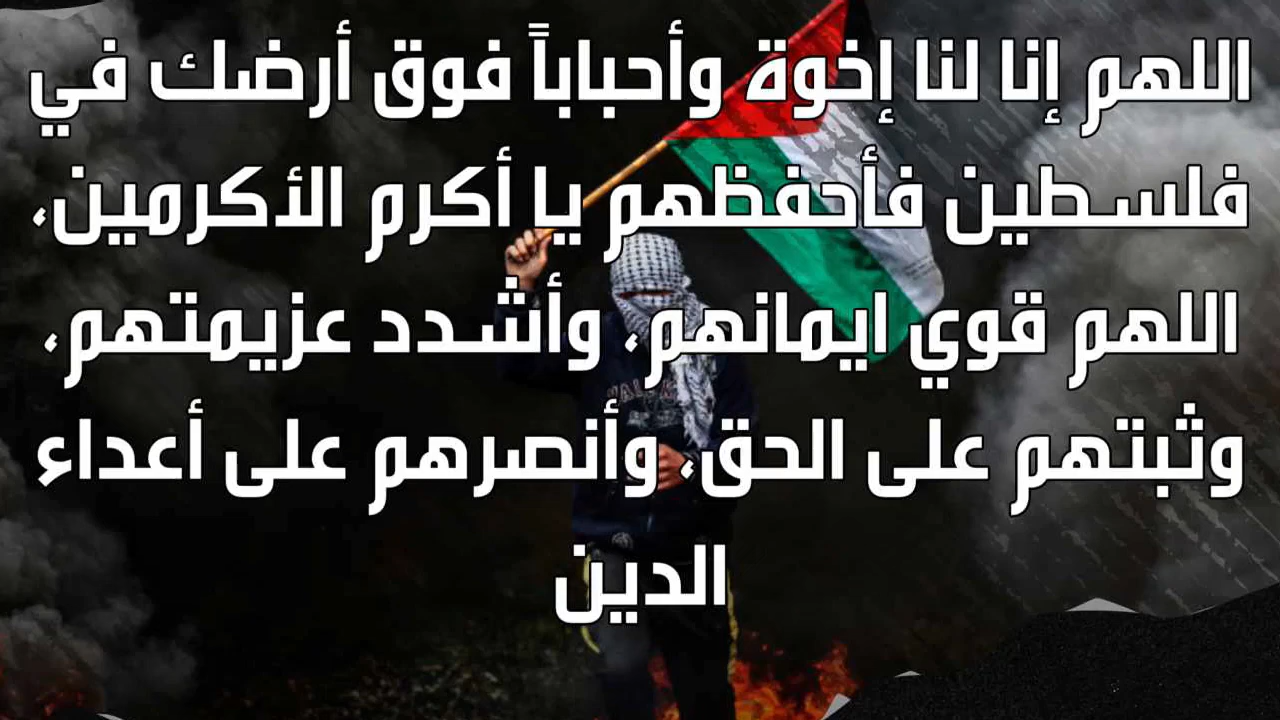 اللهم إنا لنا إخوة وأحباباً فوق أرضك في
فلسطين فأحفظهم يا أكرم الأكرمين،
اللهم قوي ايمانهم، وأشدد عزيمتهم،
وثبتهم على الحق، وأنصرهم على أعداء
الدين